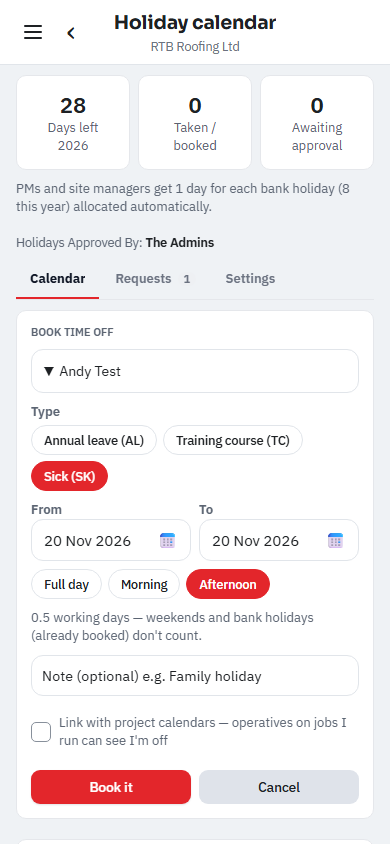 Holiday calendar
RTB Roofing Ltd
28
Days left
2026
0
Taken /
booked
0
Awaiting
approval
PMs and site managers get 1 day for each bank holiday (8
this year) allocated automatically.
Holidays Approved By: The Admins
Calendar
Requests 1
Settings
BOOK TIME OFF
▼ Andy Test
Type
Annual leave (AL)
Training course (TC)
Sick (SK)
From
To
20 Nov 2026
20 Nov 2026
Full day
Morning
Afternoon
0.5 working days — weekends and bank holidays
(already booked) don't count.
Note (optional) e.g. Family holiday
Link with project calendars — operatives on jobs I
run can see I'm off
Book it
Cancel